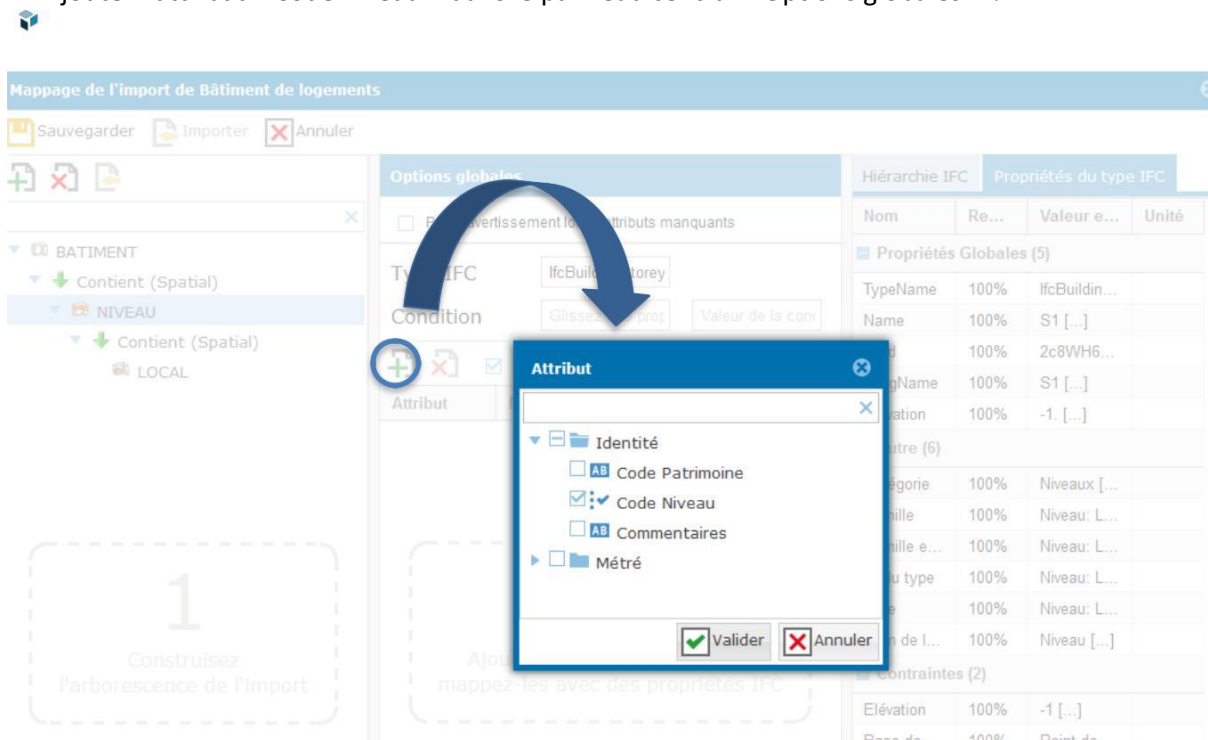 Mappage de l'import de Bâtiment de logements
Sauvegarder Importer Annuler
Options globales
Hiérarchie IFC Propriétés du type IFC
attributs manquants
Nom Re... Valeur e... Unité
BATIMENT
Propriétés Globales (5)
Contient (Spatial)
IFC
TypeName 100% IfcBuildin...
NIVEAU
Condition
Valeur de la
Name 100% S1 [...]
Contient (Spatial)
100% 2c8WH6...
LOCAL
Attribut
100% S1 [...]
Attribut
100% -1. [...]
Identité
(6)
Code Patrimoine
100% Niveaux [...
Code Niveau
100% Niveau: L...
Commentaires
100% Niveau: L...
Métré
type 100% Niveau: L...
100% Niveau: L...
Valider Annuler
de l... 100% Niveau [...]
1
Construisez
l'arborescence de l'import
mappez-les avec des propriétés IFC
Contraintes (2)
Elévation 100% -1 [...]